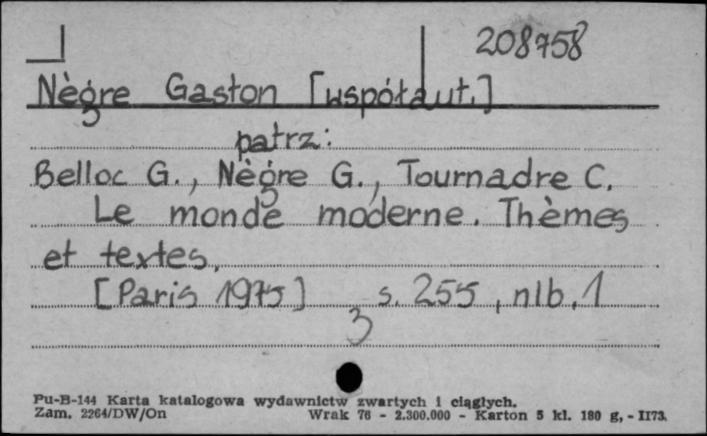 208758
Nègre Gaston [współaut.]
patrz:
Belloc G., Nègre G., Tournadre C.
Le monde moderne. Thèmes
et textes.
[Paris 1975] s. 255, nlb. 1
3
Pu-B-144 Karta katalogowa wydawnictw zwartych i ciągłych.
Zam. 2264/DW/On Wrak 76 - 2.300.000 - Karton 5 kl. 180 g, - II73.